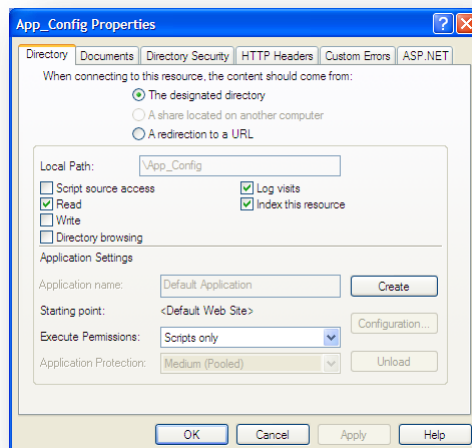 App_Config Properties
Directory Documents Directory Security HTTP Headers Custom Errors ASP.NET
When connecting to this resource, the content should come from:
The designated directory
A share located on another computer
A redirection to a URL
Local Path: \App_Config
Script source access Log visits
Read Index this resource
Write
Directory browsing
Application Settings
Application name: Default Application Create
Starting point: <Default Web Site>
Configuration...
Execute Permissions: Scripts only
Application Protection: Medium (Pooled) Unload
OK Cancel Apply Help